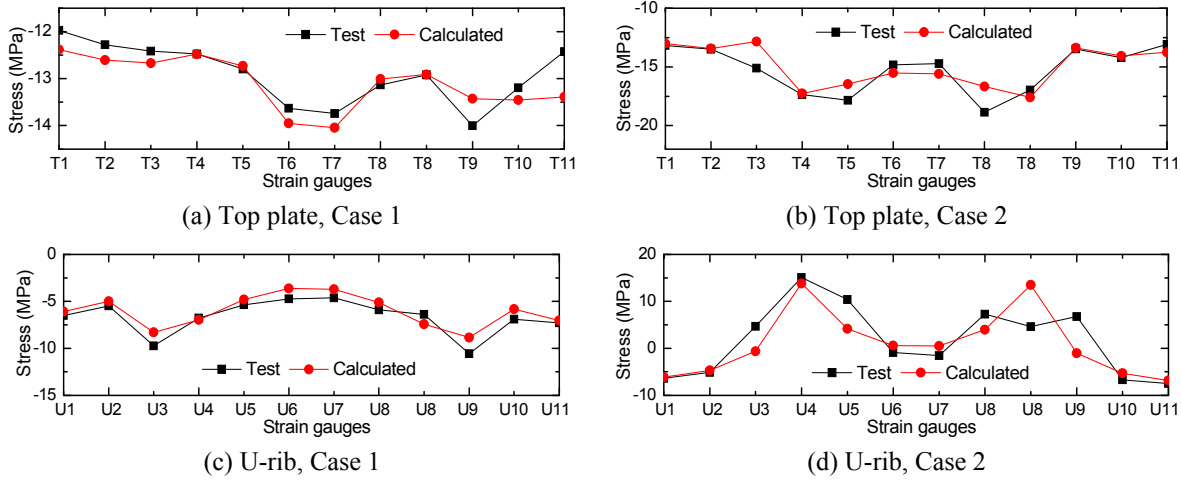 -12
-13
-14
Stress (MPa)
Test
Calculated
T1 T2 T3 T4 T5 T6 T7 T8 T8 T9 T10 T11
Strain gauges
(a) Top plate, Case 1
-10
-15
-20
Stress (MPa)
Test
Calculated
T1 T2 T3 T4 T5 T6 T7 T8 T8 T9 T10 T11
Strain gauges
(b) Top plate, Case 2
0
-5
-10
-15
Stress (MPa)
Test
Calculated
U1 U2 U3 U4 U5 U6 U7 U8 U8 U9 U10 U11
Strain gauges
(c) U-rib, Case 1
20
10
0
-10
Stress (MPa)
Test
Calculated
U1 U2 U3 U4 U5 U6 U7 U8 U8 U9 U10 U11
Strain gauges
(d) U-rib, Case 2